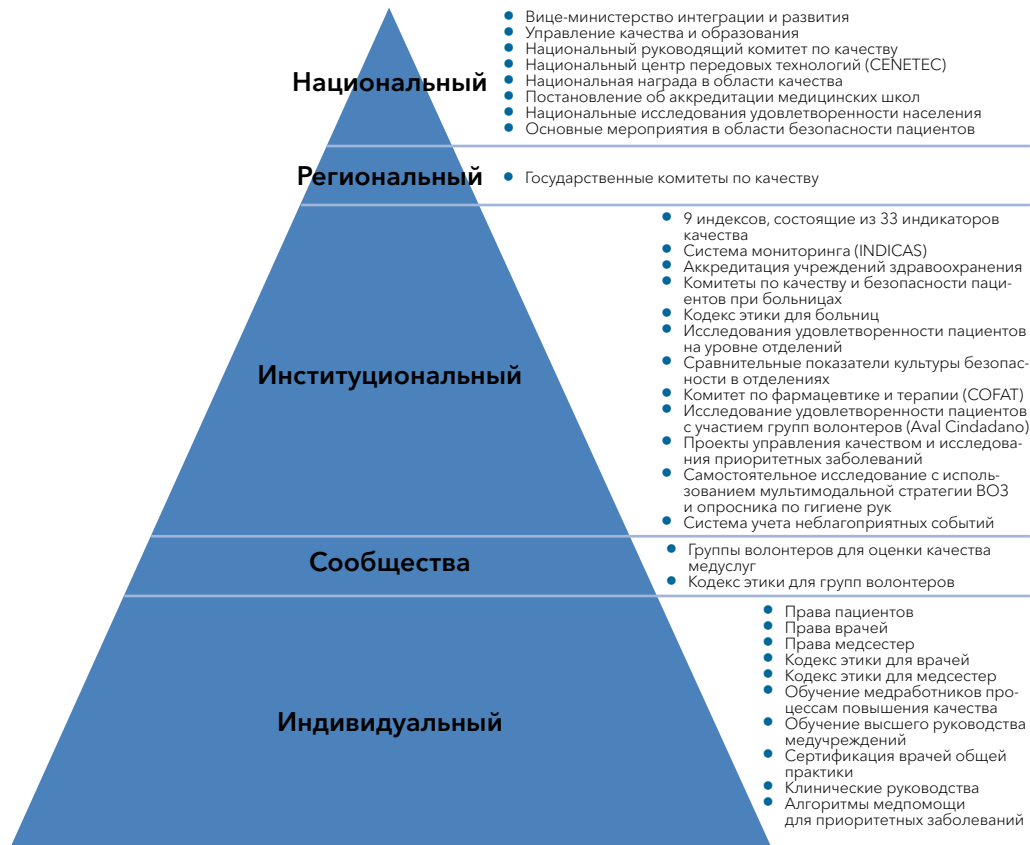 Национальный
Вице-министерство интеграции и развития
Управление качества и образования
Национальный руководящий комитет по качеству
Национальный центр передовых технологий (CENETEC)
Национальная награда в области качества
Постановление об аккредитации медицинских школ
Национальные исследования удовлетворенности населения
Основные мероприятия в области безопасности пациентов
Региональный
Государственные комитеты по качеству
Институциональный
9 индексов, состоящие из 33 индикаторов
качества
Система мониторинга (INDICAS)
Аккредитация учреждений здравоохранения
Комитеты по качеству и безопасности паци-
ентов при больницах
Кодекс этики для больниц
Исследования удовлетворенности пациентов
на уровне отделений
Сравнительные показатели культуры безопас-
ности в отделениях
Комитет по фармацевтике и терапии (COFAT)
Исследование удовлетворенности пациентов
с участием групп волонтеров (Aval Cindadano)
Проекты управления качеством и исследова-
ния приоритетных заболеваний
Самостоятельное исследование с исполь-
зованием мультимодальной стратегии ВОЗ
и опросника по гигиене рук
Система учета неблагоприятных событий
Сообщества
Группы волонтеров для оценки качества
медуслуг
Кодекс этики для групп волонтеров
Индивидуальный
Права пациентов
Права врачей
Права медсестер
Кодекс этики для врачей
Кодекс этики для медсестер
Обучение медработников про-
цессам повышения качества
Обучение высшего руководства
медучреждений
Сертификация врачей общей
практики
Клинические руководства
Алгоритмы медпомощи
для приоритетных заболеваний